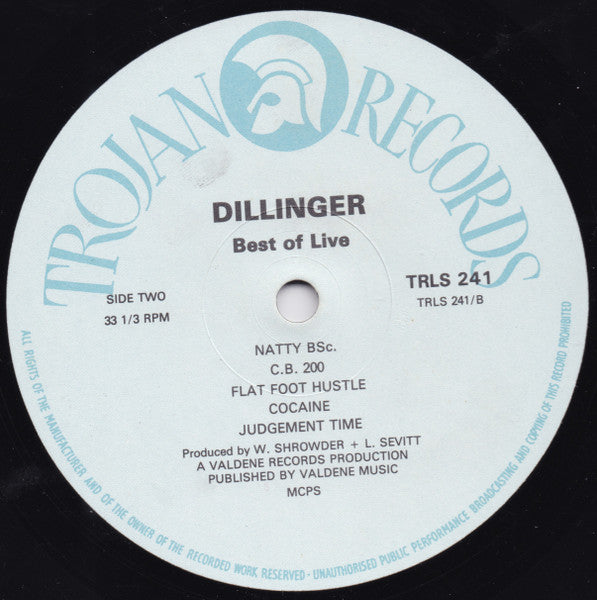 TROJAN RECORDS
DILLINGER
Best of Live
SIDE TWO
33 1/3 RPM
TRLS 241
TRLS 241/B
NATTY BSc.
C.B. 200
FLAT FOOT HUSTLE
COCAINE
JUDGEMENT TIME
Produced by W. SHROWDER + L. SEVITT
A VALDENE RECORDS PRODUCTION
PUBLISHED BY VALDENE MUSIC
MCPS
ALL RIGHTS OF THE MANUFACTURER AND OF THE OWNER OF THE RECORDED WORK RESERVED - UNAUTHORISED PUBLIC PERFORMANCE BROADCASTING AND COPYING OF THIS RECORD PROHIBITED